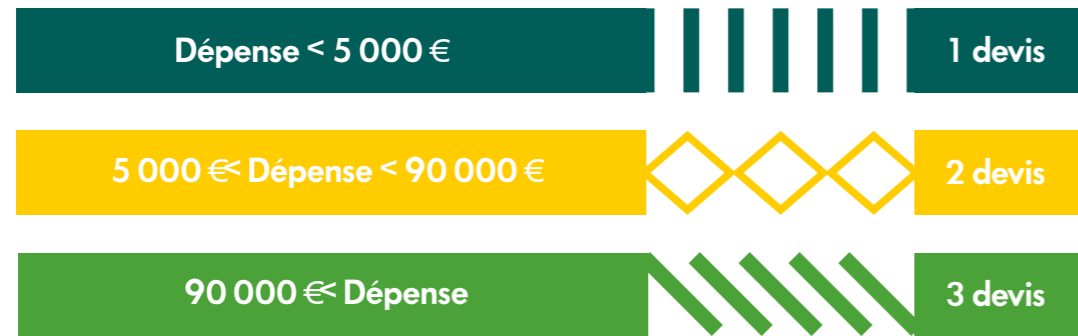 Dépense < 5 000 € 1 devis
5 000 €< Dépense < 90 000 € 2 devis
90 000 €< Dépense 3 devis